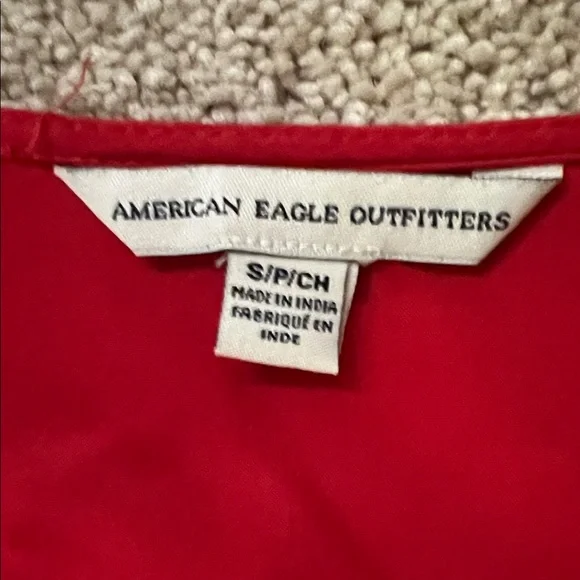 AMERICAN EAGLE OUTFITTERS
S/P/CH
MADE IN INDIA
FABRIQUÉ EN
INDE